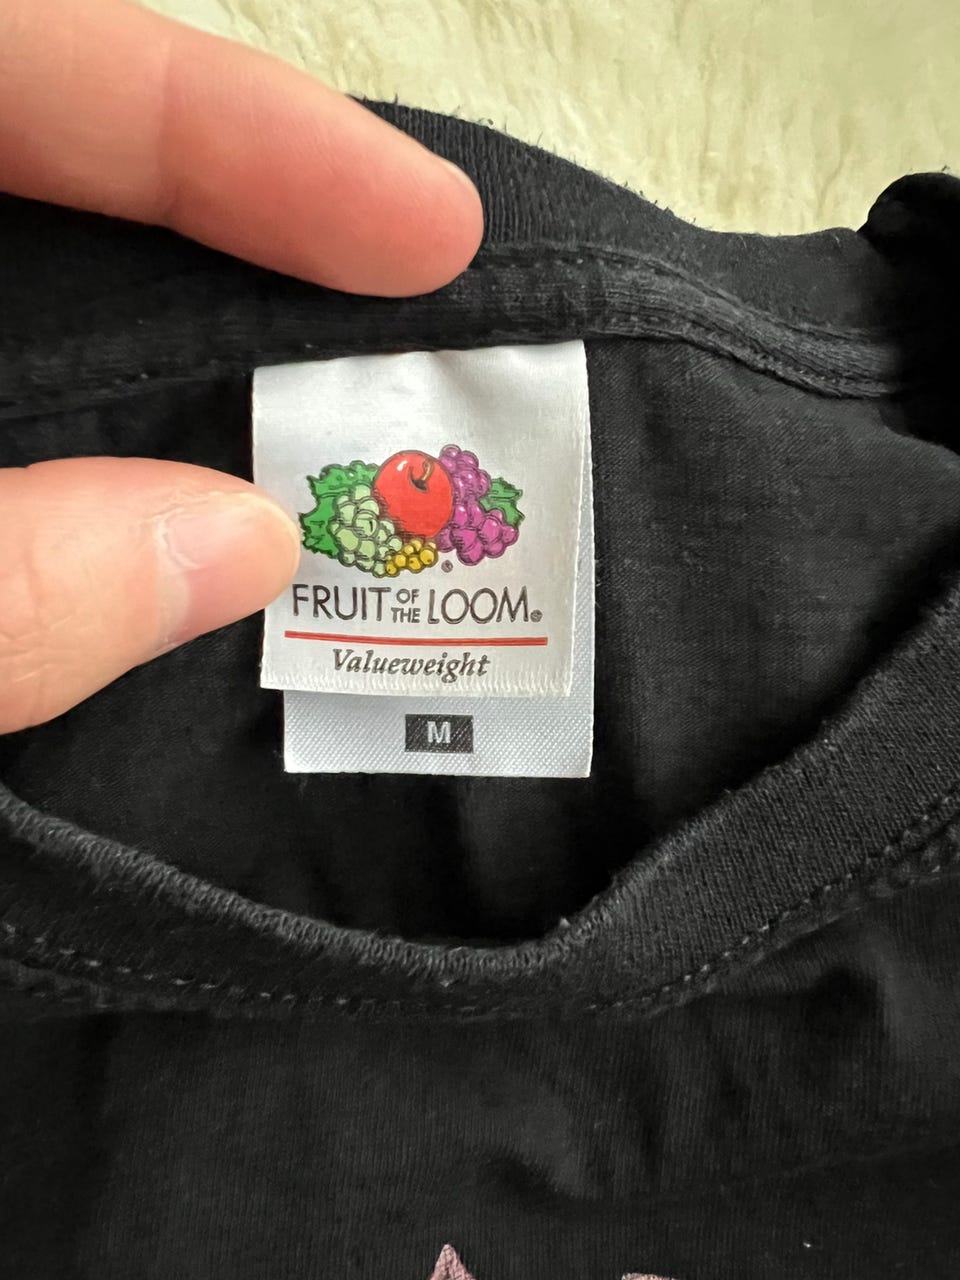 FRUIT OF THE LOOM®
Valueweight
M